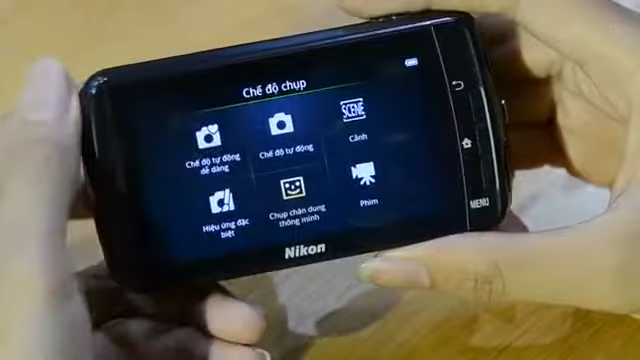 Chế độ chụp
Chế độ tự động
dễ dàng
Chế độ tự động
SCENE
Cảnh
Hiệu ứng đặc
biệt
Chụp chân dung
thông minh
Phim
MENU
Nikon